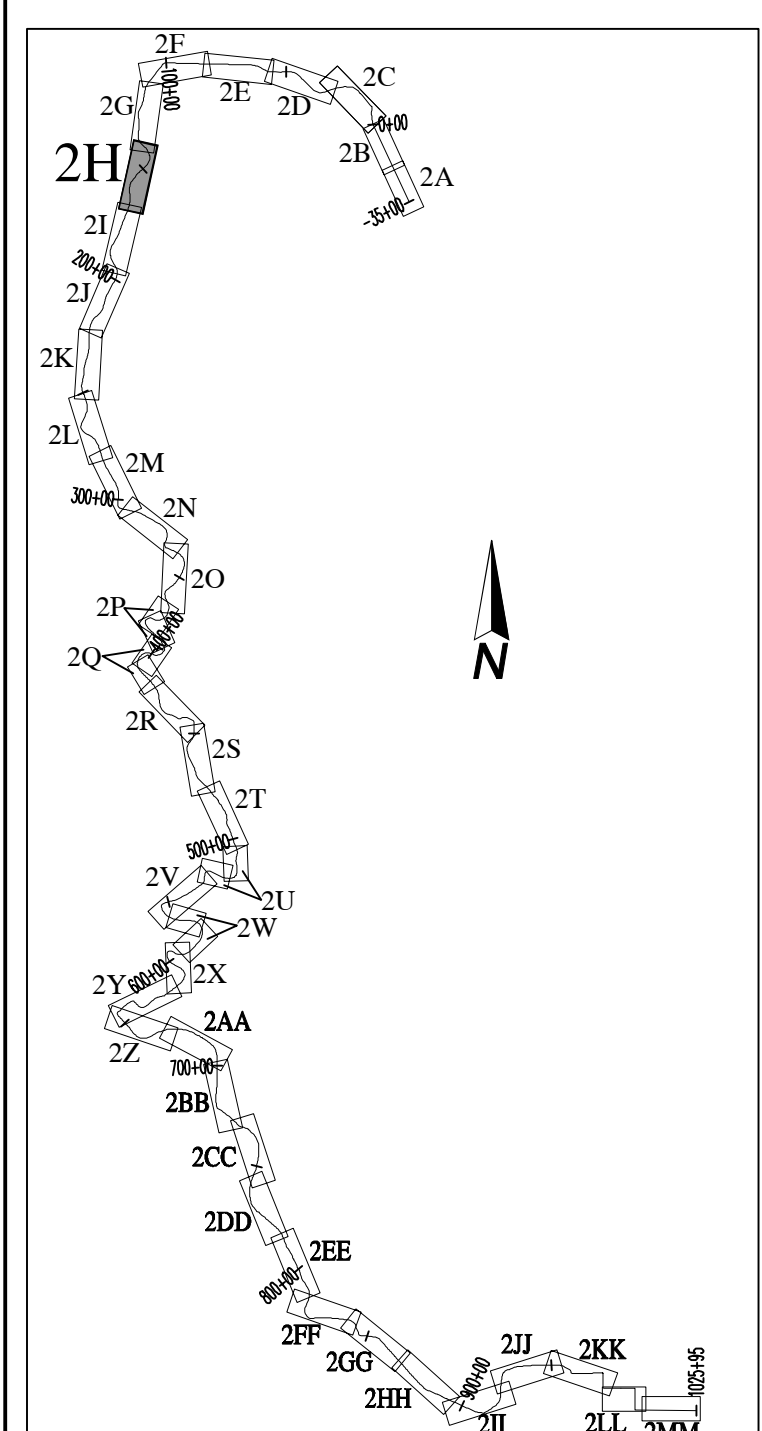 2F
2C
100+00
2E
2D
2G
0+00
2B
2H
2A
-35+00
2I
200+00
2J
2K
2L
2M
300+00
2N
2O
2P
400+00
2Q
2R
2S
2T
500+00
2V
2U
2W
2X
600+00
2Y
2AA
2Z
700+00
2BB
2CC
2DD
2EE
800+00
2FF
2GG
2HH
900+00
2JJ
2KK
1025+95
2II
2LL
2MM
N